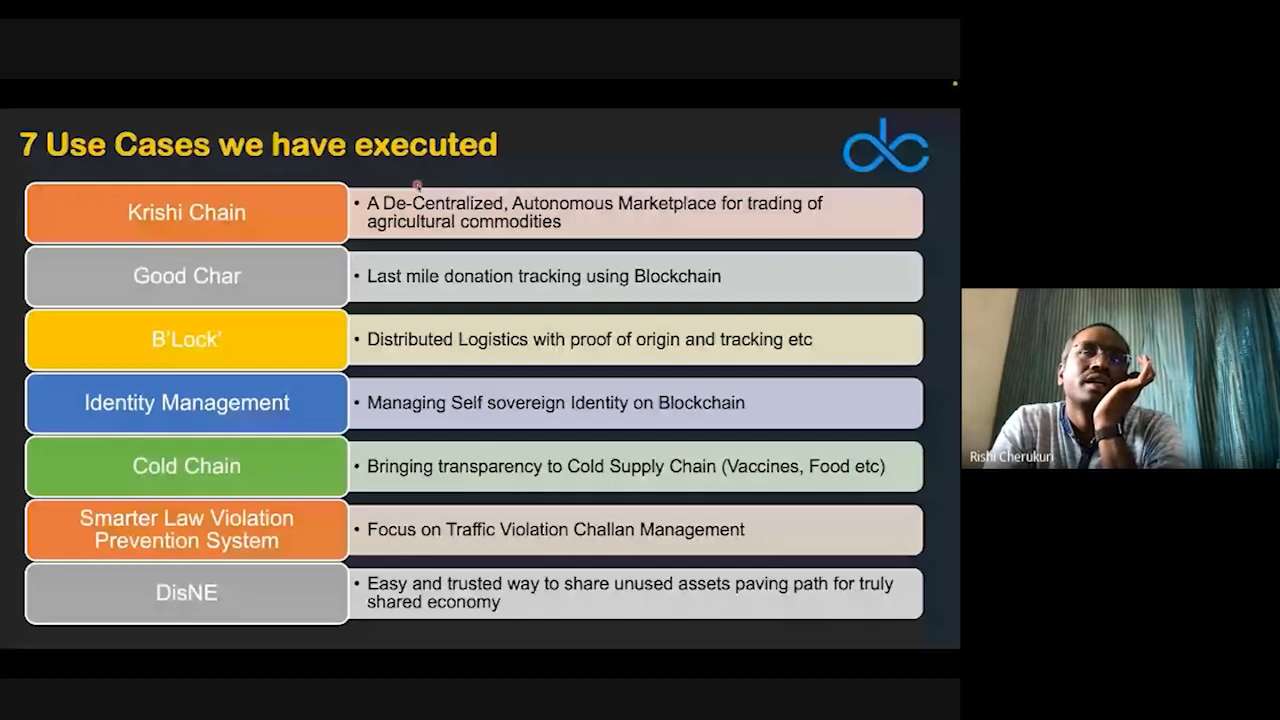 7 Use Cases we have executed
Krishi Chain
• A De-Centralized, Autonomous Marketplace for trading of
agricultural commodities
Good Char
• Last mile donation tracking using Blockchain
B'Lock'
• Distributed Logistics with proof of origin and tracking etc
Identity Management
• Managing Self sovereign Identity on Blockchain
Cold Chain
• Bringing transparency to Cold Supply Chain (Vaccines, Food etc)
Smarter Law Violation
Prevention System
• Focus on Traffic Violation Challan Management
DisNE
• Easy and trusted way to share unused assets paving path for truly
shared economy
Rishi Cherukuri